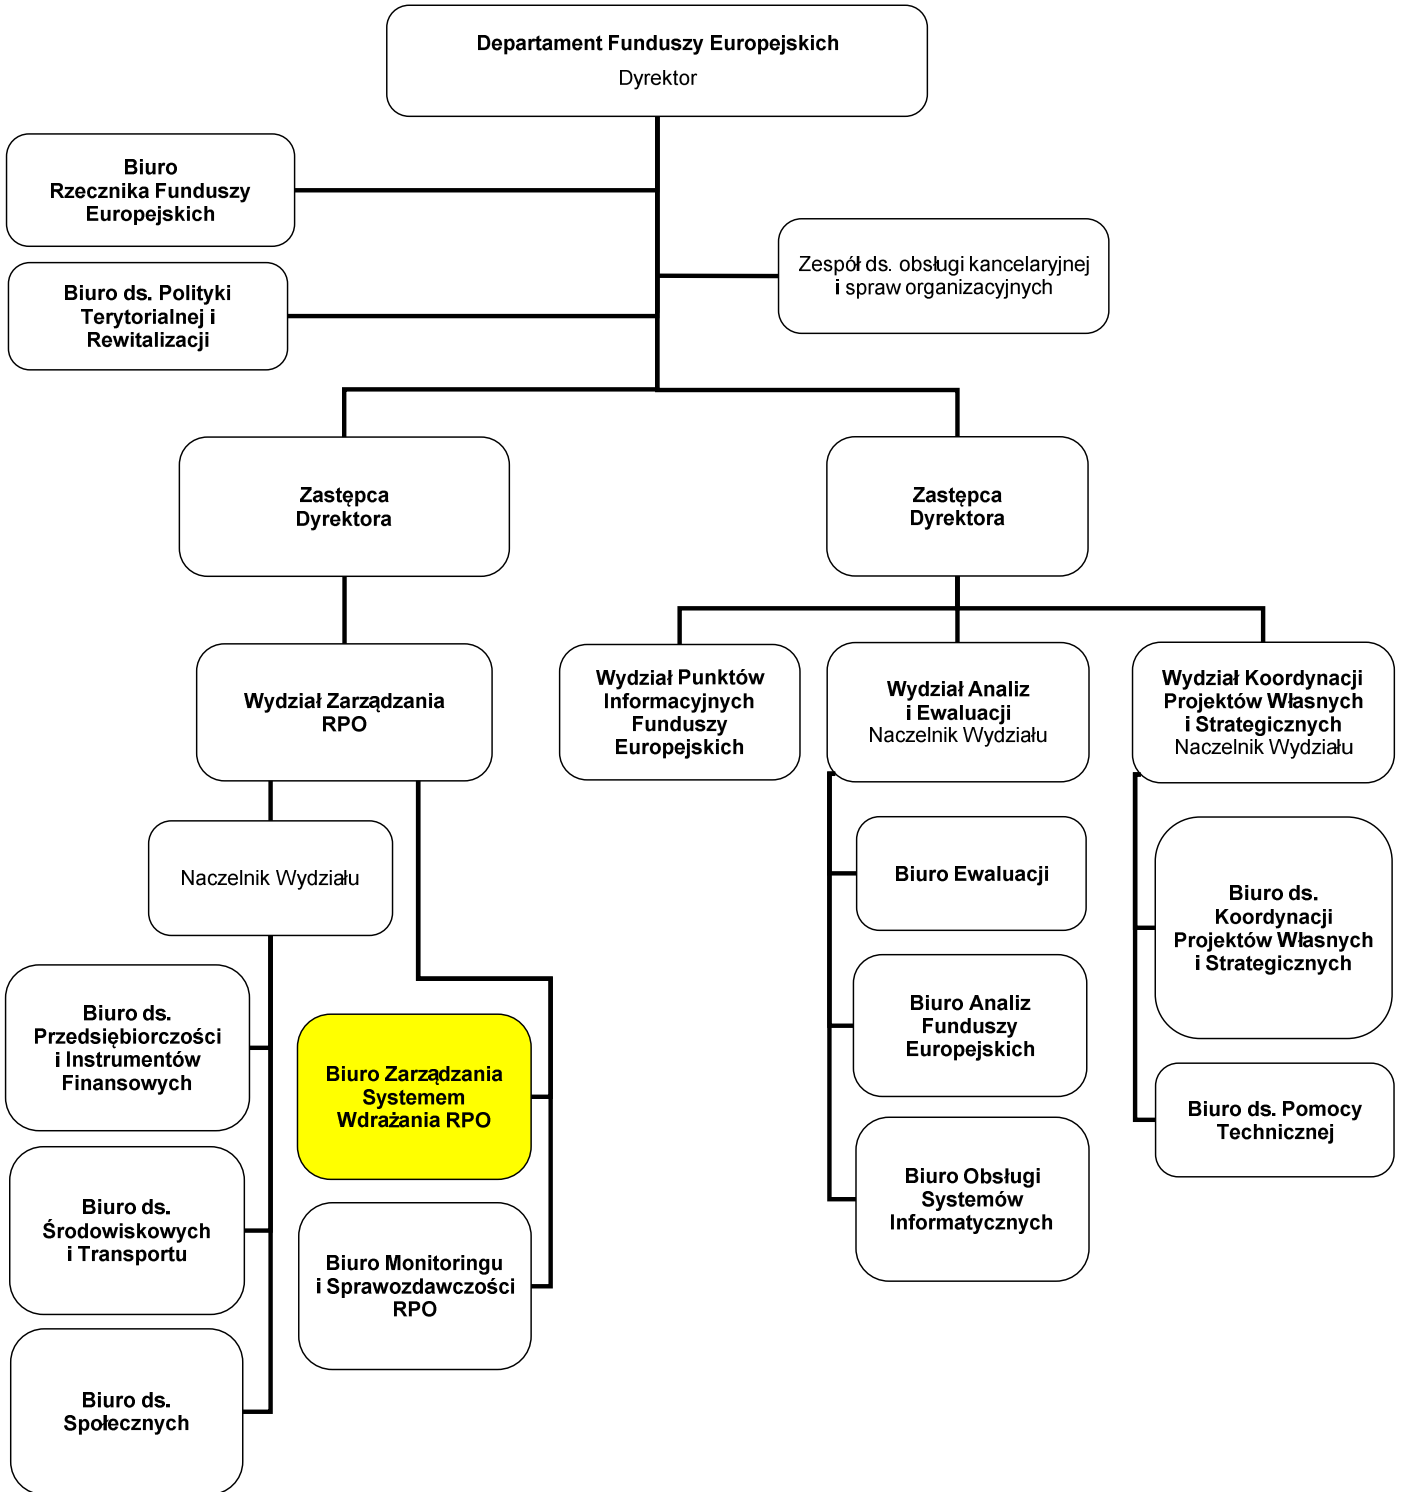 Departament Funduszy Europejskich
Dyrektor
Biuro
Rzecznika Funduszy
Europejskich
Zespół ds. obsługi kancelaryjnej
i spraw organizacyjnych
Biuro ds. Polityki
Terytorialnej i
Rewitalizacji
Zastępca
Dyrektora
Zastępca
Dyrektora
Wydział Zarządzania
RPO
Wydział Punktów
Informacyjnych
Funduszy
Europejskich
Wydział Analiz
i Ewaluacji
Naczelnik Wydziału
Wydział Koordynacji
Projektów Własnych
i Strategicznych
Naczelnik Wydziału
Naczelnik Wydziału
Biuro ds.
Przedsiębiorczości
i Instrumentów
Finansowych
Biuro ds.
Środowiskowych
i Transportu
Biuro ds.
Społecznych
Biuro Zarządzania
Systemem
Wdrażania RPO
Biuro Monitoringu
i Sprawozdawczości
RPO
Biuro Ewaluacji
Biuro Analiz
Funduszy
Europejskich
Biuro Obsługi
Systemów
Informatycznych
Biuro ds.
Koordynacji
Projektów Własnych
i Strategicznych
Biuro ds. Pomocy
Technicznej